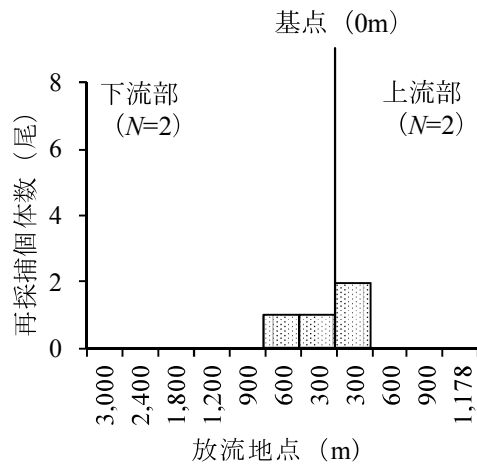 基点（0m）
下流部
（N=2）
上流部
（N=2）
再採捕個体数（尾）
8
6
4
2
0
3,000
2,400
1,800
1,200
900
600
300
300
600
900
1,178
放流地点（m）